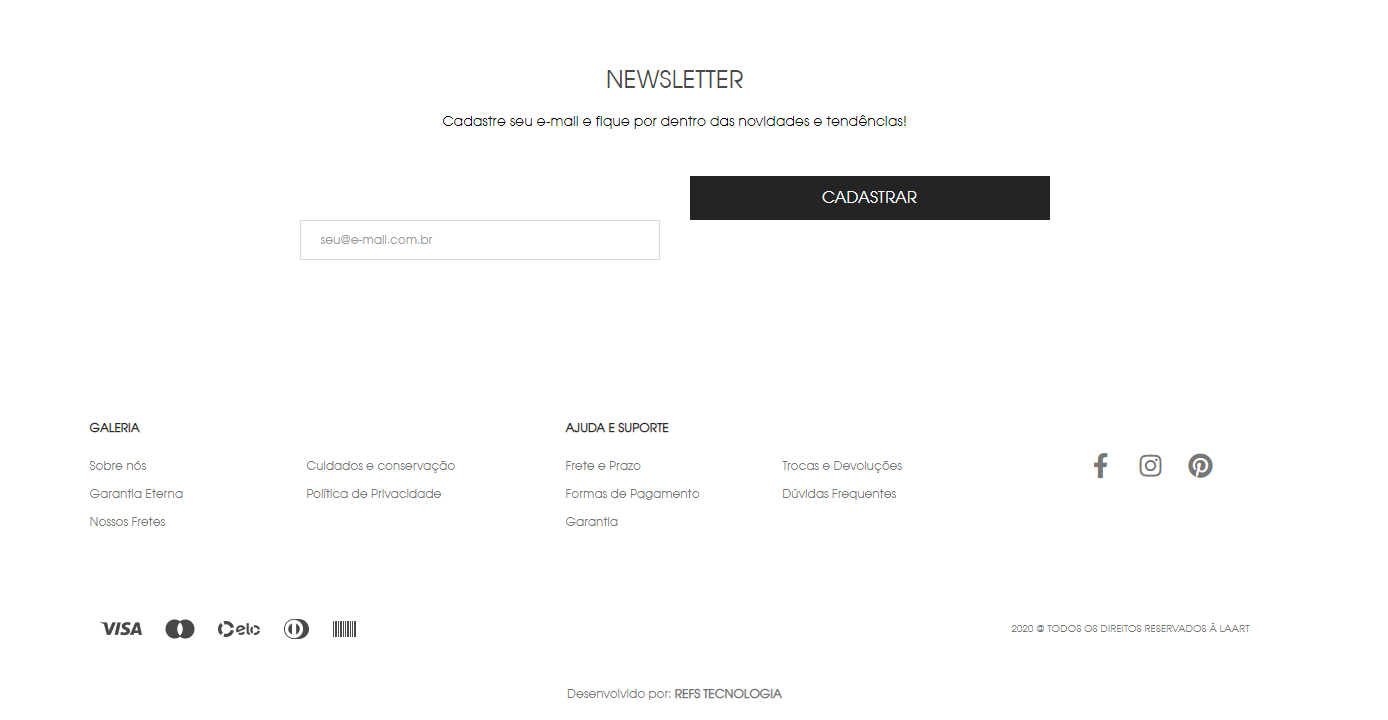 NEWSLETTER
Cadastre seu e-mail e fique por dentro das novidades e tendências!
CADASTRAR
seu@e-mail.com.br
GALERIA
Sobre nós
Garantia Eterna
Nossos Fretes
Cuidados e conservação
Política de Privacidade
AJUDA E SUPORTE
Frete e Prazo
Formas de Pagamento
Garantia
Trocas e Devoluções
Dúvidas Frequentes
VISA
elo
2020 @ TODOS OS DIREITOS RESERVADOS Â LAART
Desenvolvido por: REFS TECNOLOGIA